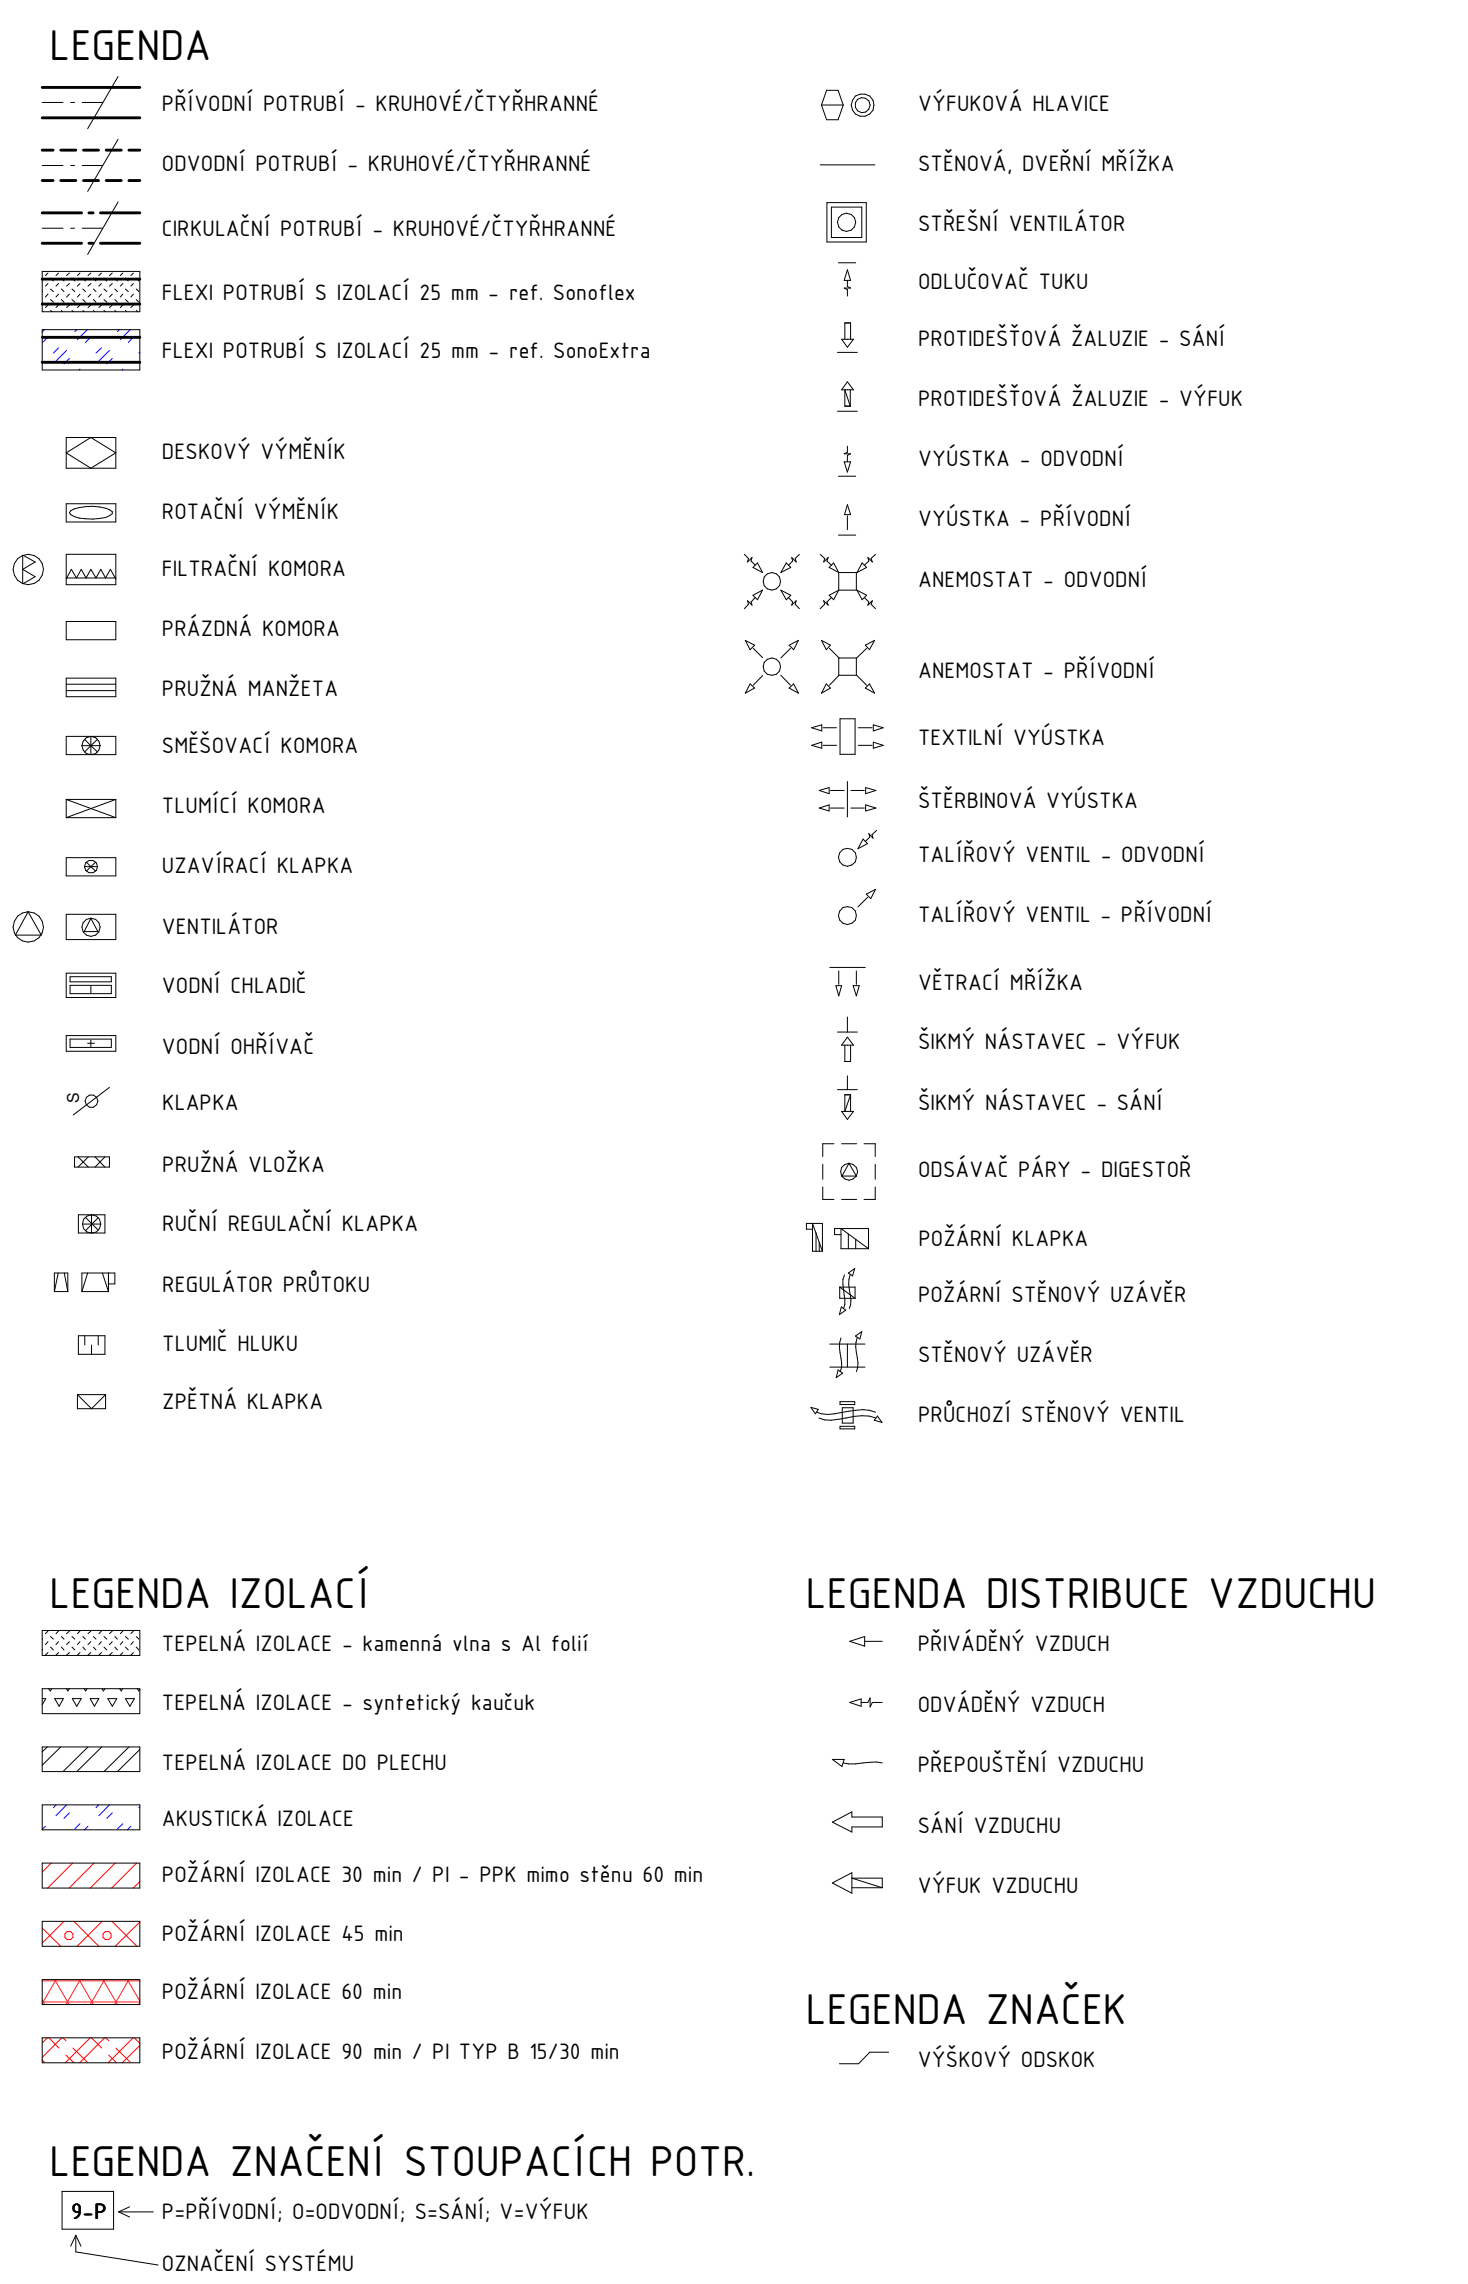 LEGENDA
PŘÍVODNÍ POTRUBÍ - KRUHOVÉ/ČTYŘHRANNÉ
ODVODNÍ POTRUBÍ - KRUHOVÉ/ČTYŘHRANNÉ
CIRKULAČNÍ POTRUBÍ - KRUHOVÉ/ČTYŘHRANNÉ
FLEXI POTRUBÍ S IZOLACÍ 25 mm - ref. Sonoflex
FLEXI POTRUBÍ S IZOLACÍ 25 mm - ref. SonoExtra
DESKOVÝ VÝMĚNÍK
ROTAČNÍ VÝMĚNÍK
FILTRAČNÍ KOMORA
PRÁZDNÁ KOMORA
PRUŽNÁ MANŽETA
SMĚŠOVACÍ KOMORA
TLUMÍCÍ KOMORA
UZAVÍRACÍ KLAPKA
VENTILÁTOR
VODNÍ CHLADIČ
VODNÍ OHŘÍVAČ
S KLAPKA
PRUŽNÁ VLOŽKA
RUČNÍ REGULAČNÍ KLAPKA
REGULÁTOR PRŮTOKU
TLUMIČ HLUKU
ZPĚTNÁ KLAPKA
VÝFUKOVÁ HLAVICE
STĚNOVÁ, DVEŘNÍ MŘÍŽKA
STŘEŠNÍ VENTILÁTOR
ODLUČOVAČ TUKU
PROTIDEŠŤOVÁ ŽALUZIE - SÁNÍ
PROTIDEŠŤOVÁ ŽALUZIE - VÝFUK
VYÚSTKA - ODVODNÍ
VYÚSTKA - PŘÍVODNÍ
ANEMOSTAT - ODVODNÍ
ANEMOSTAT - PŘÍVODNÍ
TEXTILNÍ VYÚSTKA
ŠTĚRBINOVÁ VYÚSTKA
TALÍŘOVÝ VENTIL - ODVODNÍ
TALÍŘOVÝ VENTIL - PŘÍVODNÍ
VĚTRACÍ MŘÍŽKA
ŠIKMÝ NÁSTAVEC - VÝFUK
ŠIKMÝ NÁSTAVEC - SÁNÍ
ODSÁVAČ PÁRY - DIGESTOŘ
POŽÁRNÍ KLAPKA
POŽÁRNÍ STĚNOVÝ UZÁVĚR
STĚNOVÝ UZÁVĚR
PRŮCHOZÍ STĚNOVÝ VENTIL
LEGENDA IZOLACÍ
TEPELNÁ IZOLACE - kamenná vlna s Al folií
TEPELNÁ IZOLACE - syntetický kaučuk
TEPELNÁ IZOLACE DO PLECHU
AKUSTICKÁ IZOLACE
POŽÁRNÍ IZOLACE 30 min / PI - PPK mimo stěnu 60 min
POŽÁRNÍ IZOLACE 45 min
POŽÁRNÍ IZOLACE 60 min
POŽÁRNÍ IZOLACE 90 min / PI TYP B 15/30 min
LEGENDA DISTRIBUCE VZDUCHU
PŘIVÁDĚNÝ VZDUCH
ODVÁDĚNÝ VZDUCH
PŘEPOUŠTĚNÍ VZDUCHU
SÁNÍ VZDUCHU
VÝFUK VZDUCHU
LEGENDA ZNAČEK
VÝŠKOVÝ ODSKOK
LEGENDA ZNAČENÍ STOUPACÍCH POTR.
9-P P=PŘÍVODNÍ; O=ODVODNÍ; S=SÁNÍ; V=VÝFUK
OZNAČENÍ SYSTÉMU